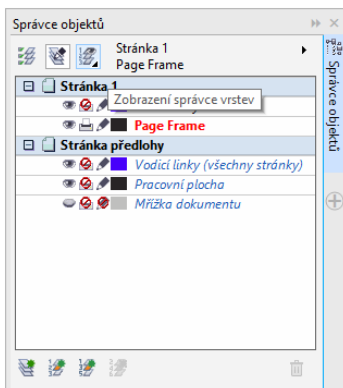 Správce objektů
Stránka 1
Page Frame
Stránka 1
Zobrazení správce vrstev
Page Frame
Stránka předlohy
Vodicí linky (všechny stránky)
Pracovní plocha
Mřížka dokumentu
Správce objektů